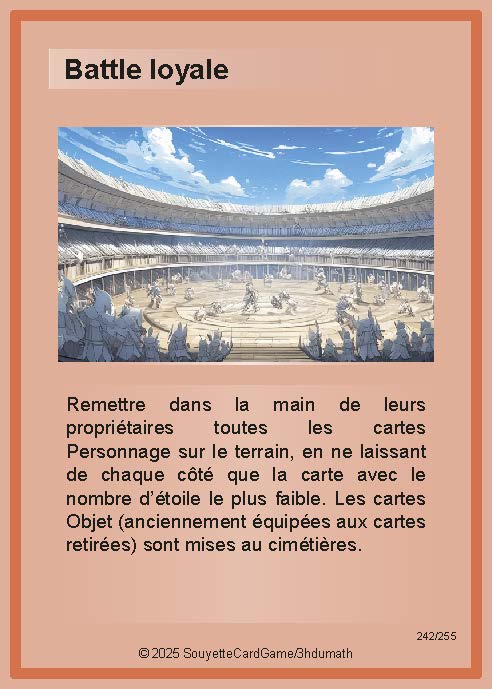 Battle loyale
Remettre dans la main de leurs
propriétaires toutes les cartes
Personnage sur le terrain, en ne laissant
de chaque côté que la carte avec le
nombre d’étoile le plus faible. Les cartes
Objet (anciennement équipées aux cartes
retirées) sont mises au cimétières.
242/255
© 2025 SouyetteCardGame/3hdumath